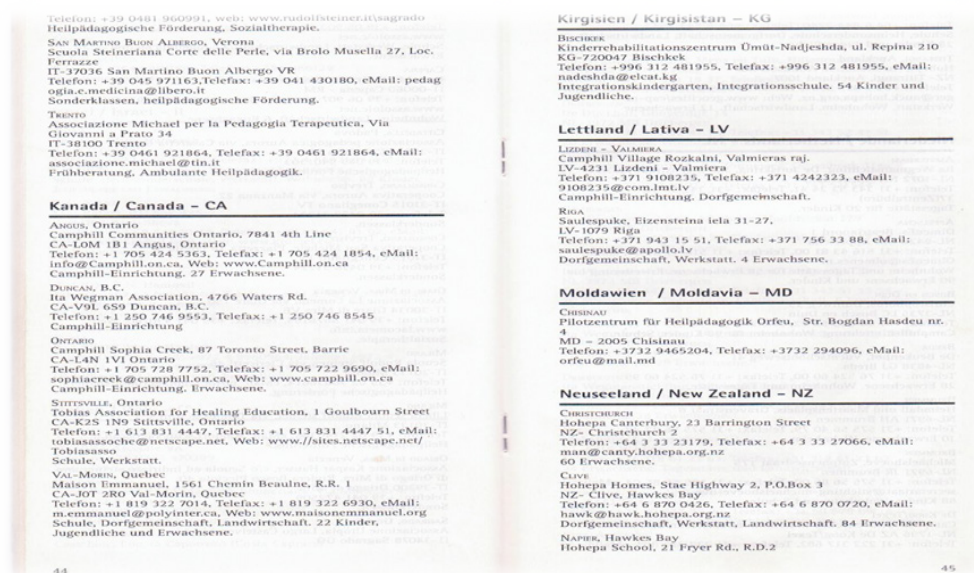 Telefon: +39 0481 960991, web: www.rudolfsteiner.it\sagrado
Heilpädagogische Förderung, Sozialtherapie.
SAN MARTINO BUON ALBERGO, Verona
Scuola Steineriana Corte delle Perle, via Brolo Musella 27, Loc.
Ferrazze
IT-37036 San Martino Buon Albergo VR
Telefon: +39 045 971163,Telefax: +39 041 430180, eMail: pedag
ogia.e.medicina@libero.it
Sonderklassen, heilpädagogische Förderung.
TRENTO
Associazione Michael per la Pedagogia Terapeutica, Via
Giovanni a Prato 34
IT-38100 Trento
Telefon: +39 0461 921864, Telefax: +39 0461 921864, eMail:
associazione.michael@tin.it
Frühberatung, Ambulante Heilpädagogik.
Kanada / Canada – CA
ANGUS, Ontario
Camphill Communities Ontario, 7841 4th Line
CA-L0M 1B1 Angus, Ontario
Telefon: +1 705 424 5363, Telefax: +1 705 424 1854, eMail:
info@Camphill.on.ca, Web: www.Camphill.on.ca
Camphill-Einrichtung. 27 Erwachsene.
DUNCAN, B.C.
Ita Wegman Association, 4766 Waters Rd.
CA-V9L 6S9 Duncan, B.C.
Telefon: +1 250 746 9553, Telefax: +1 250 746 8545
Camphill-Einrichtung
ONTARIO
Camphill Sophia Creek, 87 Toronto Street, Barrie
CA-L4N 1VI Ontario
Telefon: +1 705 728 7752, Telefax: +1 705 722 9690, eMail:
sophiacreek@camphill.on.ca, Web: www.camphill.on.ca
Camphill-Einrichtung. Erwachsene.
STITTSVILLE, Ontario
Tobias Association for Healing Education, 1 Goulbourn Street
CA-K2S 1N9 Stittsville, Ontario
Telefon: +1 613 831 4447, Telefax: +1 613 831 4447 51, eMail:
tobiasassoche@netscape.net, Web: www.//sites.netscape.net/
Tobiasasso
Schule, Werkstatt.
VAL-MORIN, Quebec
Maison Emmanuel, 1561 Chemin Beaulne, R.R. 1
CA-J0T 2R0 Val-Morin, Quebec
Telefon: +1 819 322 7014, Telefax: +1 819 322 6930, eMail:
m.emmanuel@polyinter.ca, Web: www.maisonemmanuel.org
Schule, Dorfgemeinschaft, Landwirtschaft. 22 Kinder,
Jugendliche und Erwachsene.
44
Kirgisien / Kirgisistan – KG
BISCHKEK
Kinderrehabilitationszentrum Ümüt-Nadjeshda, ul. Repina 210
KG-720047 Bischkek
Telefon: +996 312 481955, Telefax: +996 312 481955, eMail:
nadeshda@elcat.kg
Integrationskindergarten, Integrationsschule. 54 Kinder und
Jugendliche.
Lettland / Lativa – LV
LIZDENI – VALMIERA
Camphill Village Rozkalni, Valmieras raj.
LV-4231 Lizdeni - Valmiera
Telefon: +371 9108235, Telefax: +371 4242323, eMail:
9108235@com.lmt.lv
Camphill-Einrichtung. Dorfgemeinschaft.
RIGA
Saulespuke, Eizensteina iela 31-27,
LV-1079 Riga
Telefon: +371 943 15 51, Telefax: +371 756 33 88, eMail:
saulespuke@apollo.lv
Dorfgemeinschaft, Werkstatt. 4 Erwachsene.
Moldawien / Moldavia – MD
CHISINAU
Pilotzentrum für Heilpädagogik Orfeu, Str. Bogdan Hasdeu nr.
4
MD – 2005 Chisinau
Telefon: +3732 9465204, Telefax: +3732 294096, eMail:
orfeu@mail.md
Neuseeland / New Zealand – NZ
CHRISTCHURCH
Hohepa Canterbury, 23 Barrington Street
NZ- Christchurch 2
Telefon: +64 3 33 23179, Telefax: +64 3 33 27066, eMail:
man@canty.hohepa.org.nz
60 Erwachsene.
CLIVE
Hohepa Homes, Stae Highway 2, P.O.Box 3
NZ- Clive, Hawkes Bay
Telefon: +64 6 870 0426, Telefax: +64 6 870 0720, eMail:
hawk@hawk.hohepa.org.nz
Dorfgemeinschaft, Werkstatt, Landwirtschaft. 84 Erwachsene.
NAPIER, Hawkes Bay
Hohepa School, 21 Fryer Rd., R.D.2
45